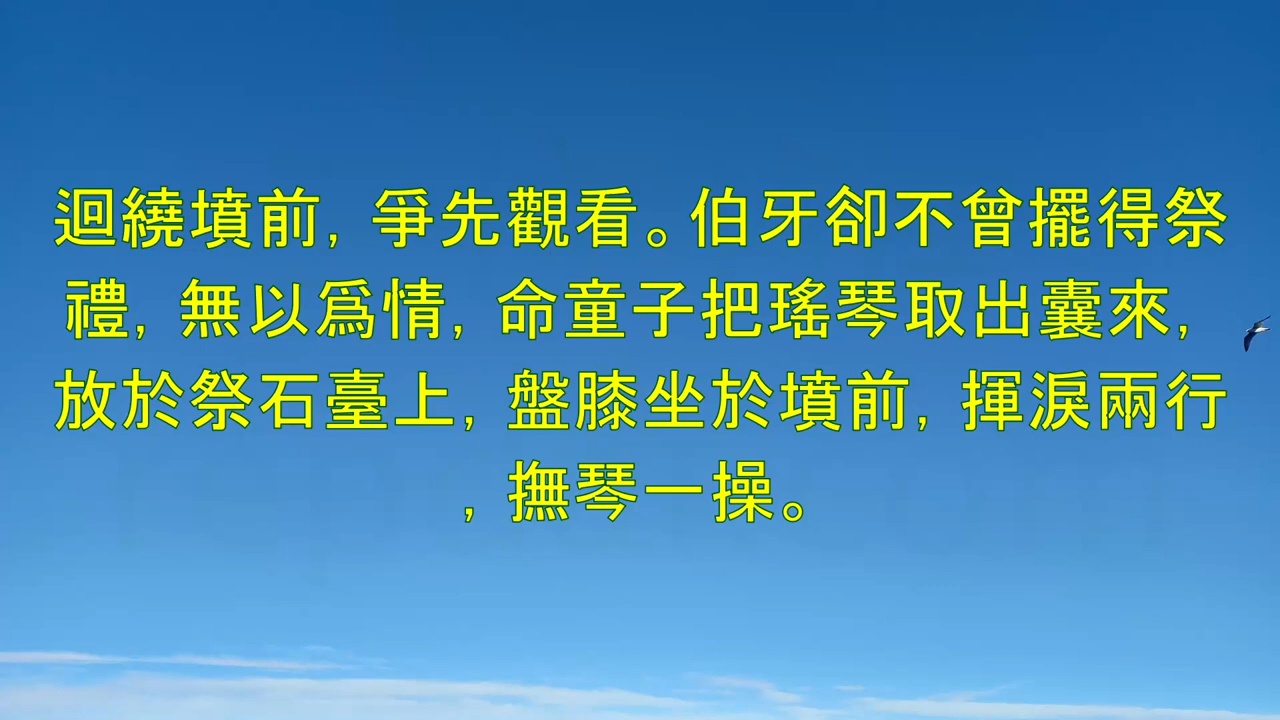 迴繞墳前，爭先觀看。伯牙卻不曾擺得祭
禮，無以爲情，命童子把瑤琴取出囊來，
放於祭石臺上，盤膝坐於墳前，揮淚兩行
，撫琴一操。